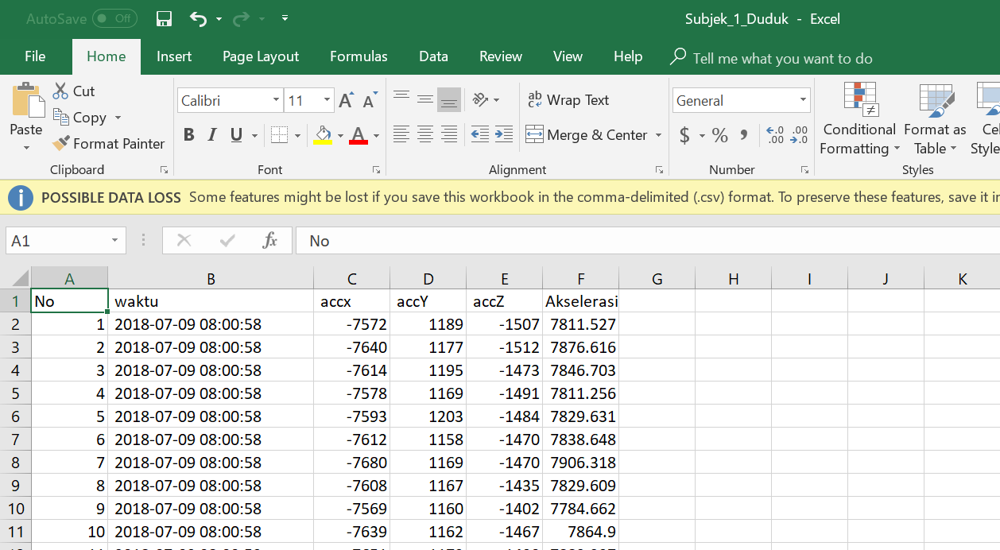 AutoSave Off Subjek_1_Duduk - Excel
File Home Insert Page Layout Formulas Data Review View Help Tell me what you want to do
Cut
Copy
Format Painter
Paste
Clipboard
Calibri 11 A A
B I U A
Font
ab Wrap Text
Merge & Center
Alignment
General
$ % , .0 .00 .00 .0
Number
Conditional Formatting
Format as Table
Styles
POSSIBLE DATA LOSS Some features might be lost if you save this workbook in the comma-delimited (.csv) format. To preserve these features, save it
A1 fx No
A B C D E F G H I J K
1 No waktu accx accY accZ Akselerasi
2 1 2018-07-09 08:00:58 -7572 1189 -1507 7811.527
3 2 2018-07-09 08:00:58 -7640 1177 -1512 7876.616
4 3 2018-07-09 08:00:58 -7614 1195 -1473 7846.703
5 4 2018-07-09 08:00:58 -7578 1169 -1491 7811.256
6 5 2018-07-09 08:00:58 -7593 1203 -1484 7829.631
7 6 2018-07-09 08:00:58 -7612 1158 -1470 7838.648
8 7 2018-07-09 08:00:58 -7680 1169 -1470 7906.318
9 8 2018-07-09 08:00:58 -7608 1167 -1435 7829.609
10 9 2018-07-09 08:00:58 -7569 1160 -1402 7784.662
11 10 2018-07-09 08:00:58 -7639 1162 -1467 7864.9